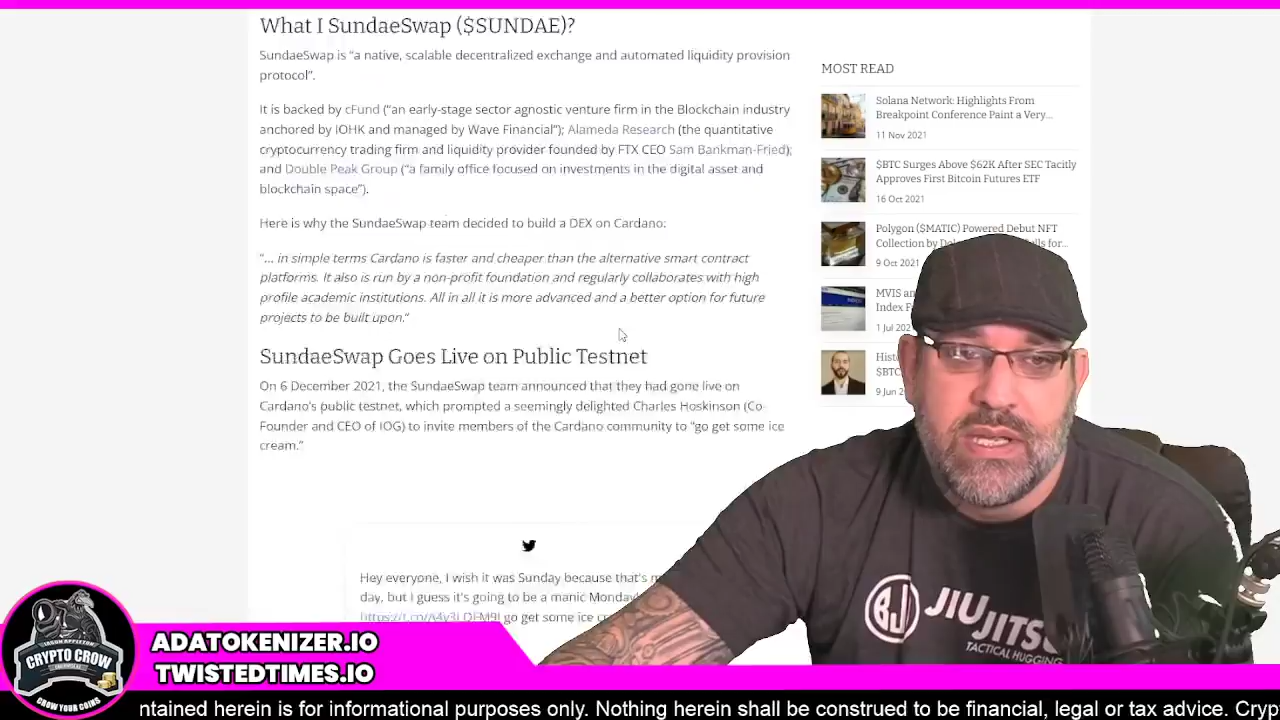 What I SundaeSwap ($SUNDAE)?
SundaeSwap is “a native, scalable decentralized exchange and automated liquidity provision
protocol”.
It is backed by cFund (“an early-stage sector agnostic venture firm in the Blockchain industry
anchored by IOHK and managed by Wave Financial”); Alameda Research (the quantitative
cryptocurrency trading firm and liquidity provider founded by FTX CEO Sam Bankman-Fried);
and Double Peak Group (“a family office focused on investments in the digital asset and
blockchain space”).
Here is why the SundaeSwap team decided to build a DEX on Cardano:
“… in simple terms Cardano is faster and cheaper than the alternative smart contract
platforms. It also is run by a non-profit foundation and regularly collaborates with high
profile academic institutions. All in all it is more advanced and a better option for future
projects to be built upon.“
SundaeSwap Goes Live on Public Testnet
On 6 December 2021, the SundaeSwap team announced that they had gone live on
Cardano’s public testnet, which prompted a seemingly delighted Charles Hoskinson (Co-
Founder and CEO of IOG) to invite members of the Cardano community to “go get some ice
cream.”
Hey everyone, I wish it was Sunday because that's
day, but I guess it's going to be a manic Monday
go get some ice
MOST READ
Solana Network: Highlights From
Breakpoint Conference Paint a Very...
11 Nov 2021
$BTC Surges Above $62K After SEC Tacitly
Approves First Bitcoin Futures ETF
16 Oct 2021
Polygon ($MATIC) Powered Debut NFT
Collection by
for...
9 Oct 2021
MVIS
Index
1 Jul
$BTC
9 Jun
BJJ
JIU
JITSU
TACTICAL HUGGING
CRYPTO CROW
CROW YOUR COINS
ADATOKENIZER.IO
TWISTEDTIMES.IO
ntained herein is for informational purposes only. Nothing herein shall be construed to be financial, legal or tax advice. Cryp